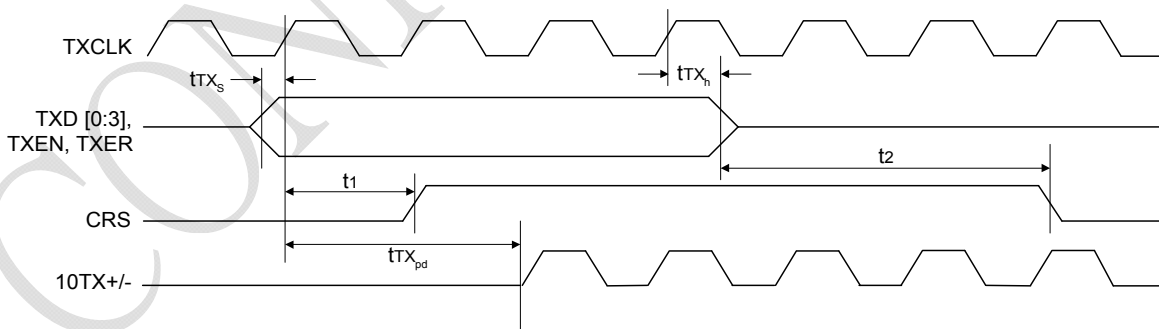 TXCLK
tTXs
tTXh
TXD [0:3],
TXEN, TXER
t1
t2
CRS
tTXpd
10TX+/-